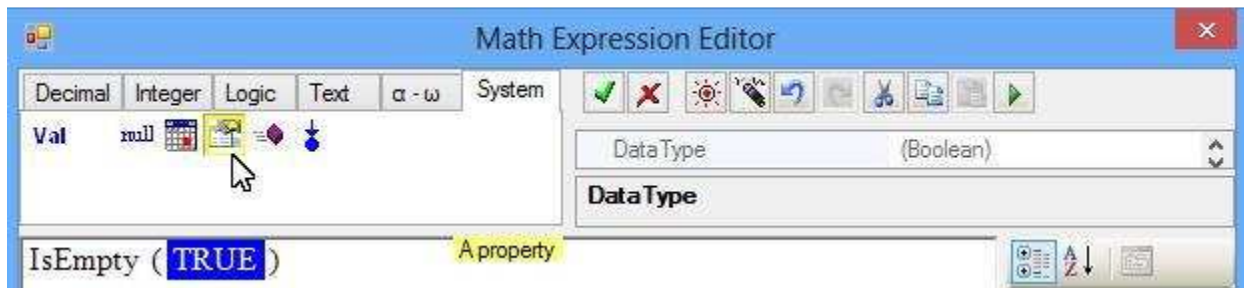 Math Expression Editor
Decimal Integer Logic Text α - ω System
Val null
DataType (Boolean)
DataType
IsEmpty ( TRUE )
A property
A Z